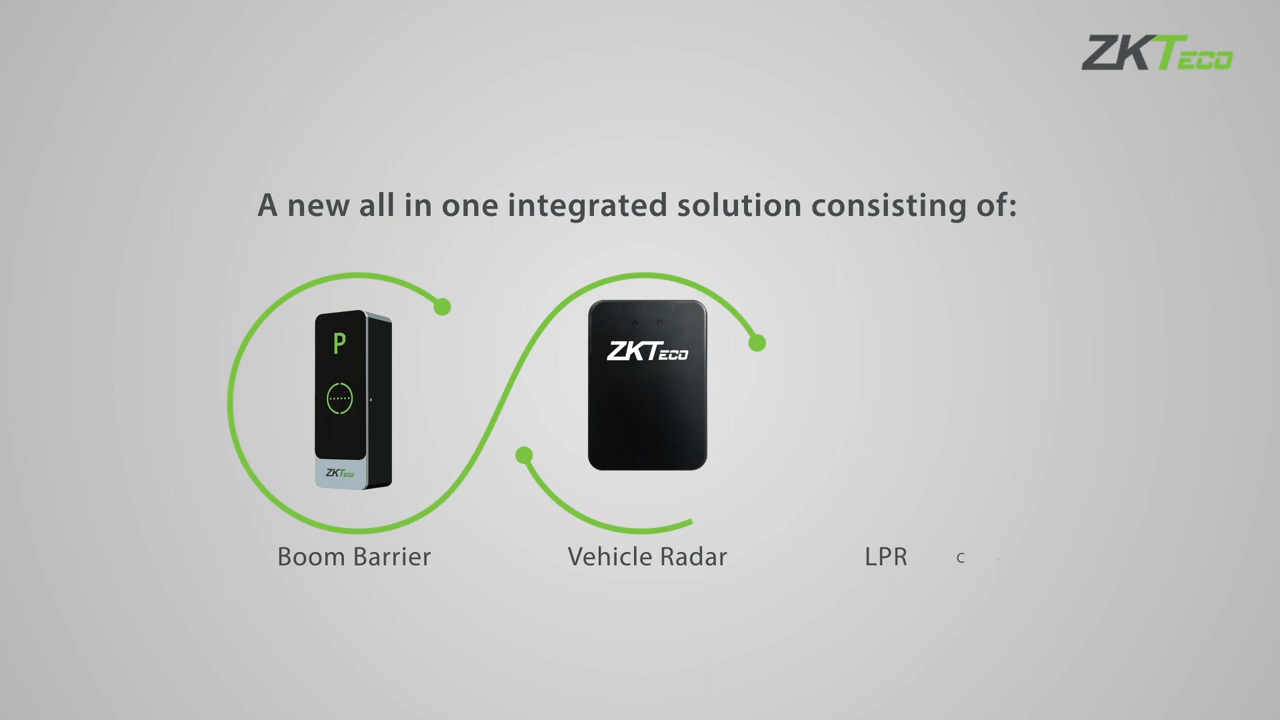 ZKTECO
A new all in one integrated solution consisting of:
P
ZKTECO
ZKTECO
Boom Barrier
Vehicle Radar
LPR C